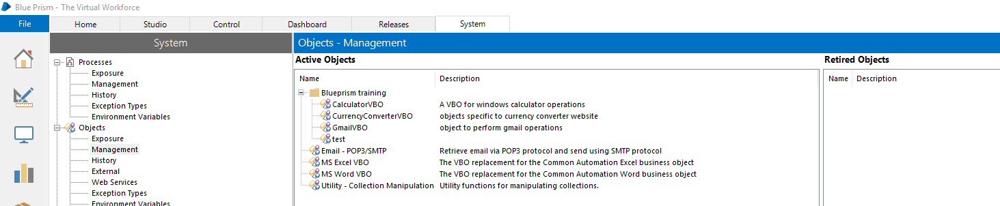 Blue Prism - The Virtual Workforce
File
Home
Studio
Control
Dashboard
Releases
System
System
Processes
Exposure
Management
History
Exception Types
Environment Variables
Objects
Exposure
Management
History
External
Web Services
Exception Types
Environment Variables
Objects - Management
Active Objects
Name Description
Blueprism training
CalculatorVBO A VBO for windows calculator operations
CurrencyConverterVBO objects specific to currency converter website
GmailVBO object to perform gmail operations
test
Email - POP3/SMTP Retrieve email via POP3 protocol and send using SMTP protocol
MS Excel VBO The VBO replacement for the Common Automation Excel business object
MS Word VBO The VBO replacement for the Common Automation Word business object
Utility - Collection Manipulation Utility functions for manipulating collections.
Retired Objects
Name Description